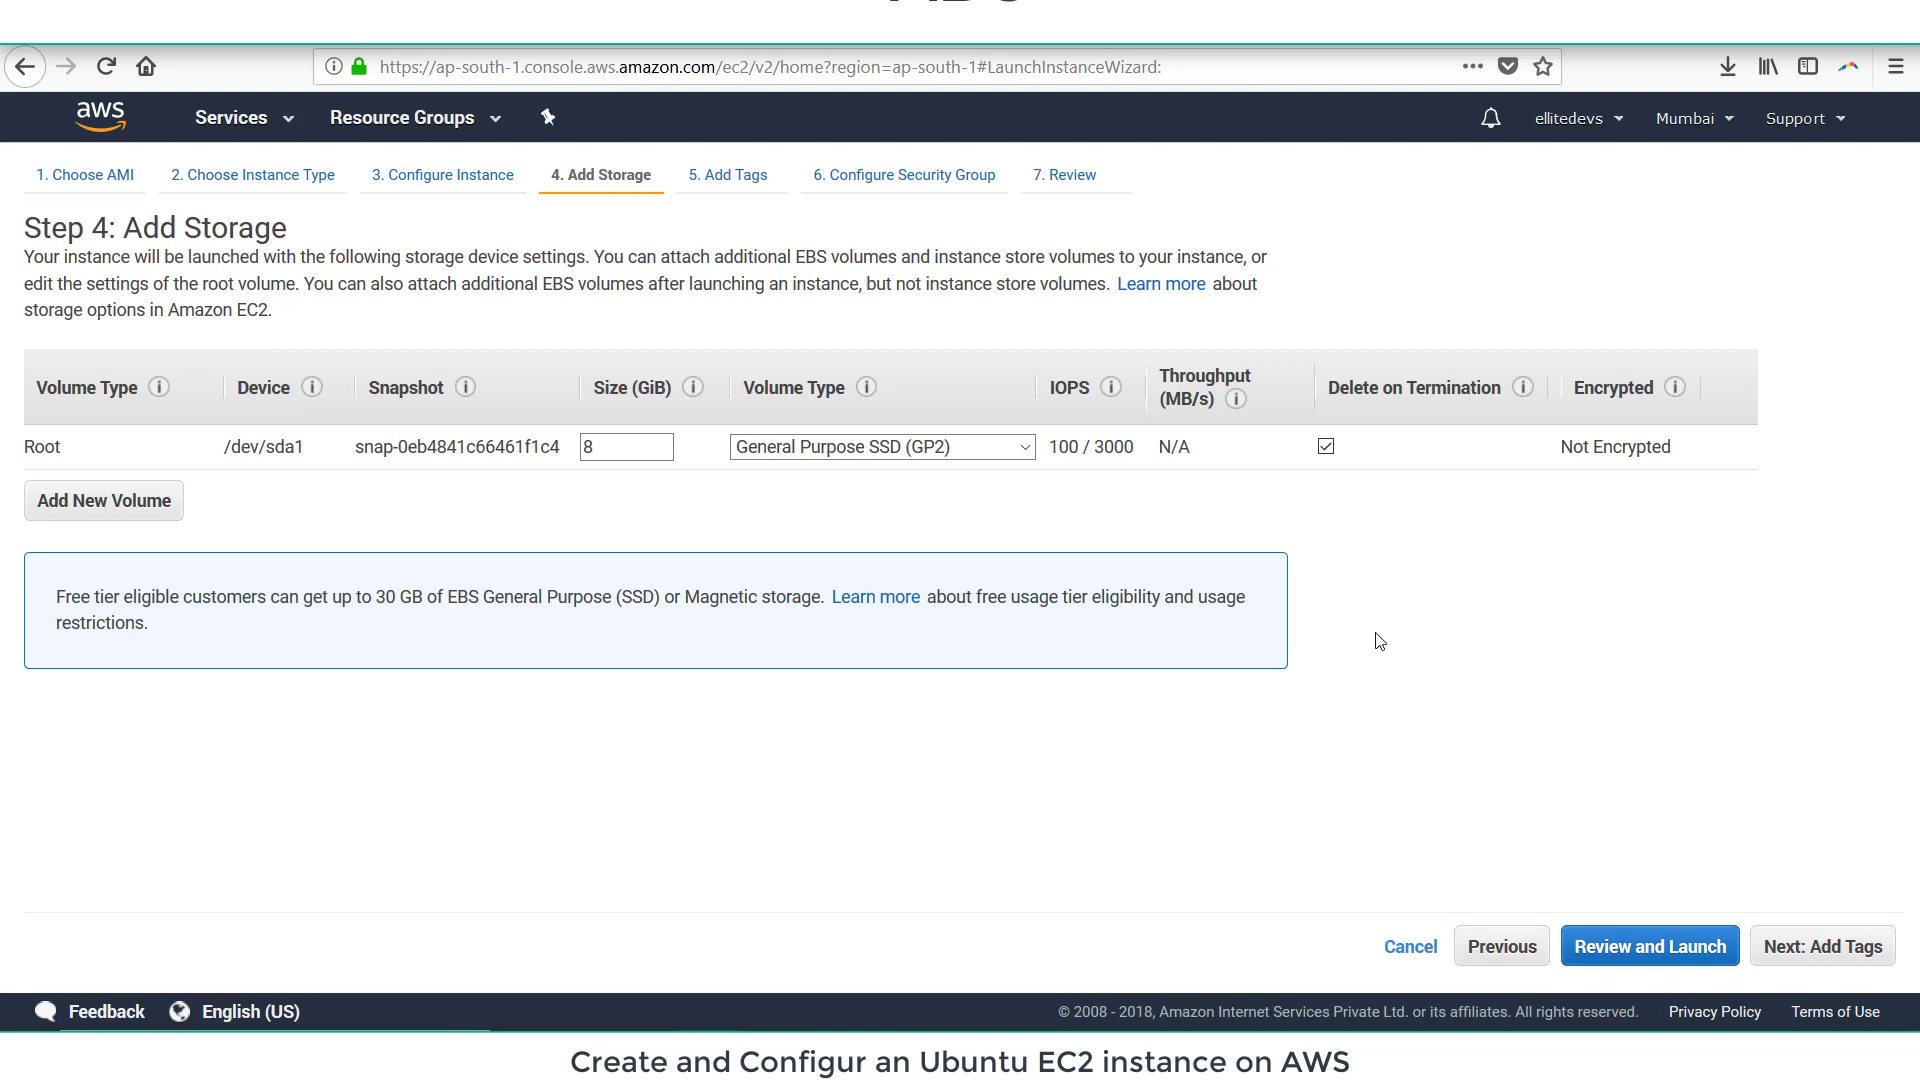 https://ap-south-1.console.aws.amazon.com/ec2/v2/home?region=ap-south-1#LaunchInstanceWizard:
aws Services Resource Groups ellitedevs Mumbai Support
1. Choose AMI 2. Choose Instance Type 3. Configure Instance 4. Add Storage 5. Add Tags 6. Configure Security Group 7. Review
Step 4: Add Storage
Your instance will be launched with the following storage device settings. You can attach additional EBS volumes and instance store volumes to your instance, or
edit the settings of the root volume. You can also attach additional EBS volumes after launching an instance, but not instance store volumes. Learn more about
storage options in Amazon EC2.
Volume Type Device Snapshot Size (GiB) Volume Type IOPS Throughput (MB/s) Delete on Termination Encrypted
Root /dev/sda1 snap-0eb4841c66461f1c4 8 General Purpose SSD (GP2) 100 / 3000 N/A Not Encrypted
Add New Volume
Free tier eligible customers can get up to 30 GB of EBS General Purpose (SSD) or Magnetic storage. Learn more about free usage tier eligibility and usage
restrictions.
Cancel Previous Review and Launch Next: Add Tags
Feedback English (US) © 2008 - 2018, Amazon Internet Services Private Ltd. or its affiliates. All rights reserved. Privacy Policy Terms of Use
Create and Configur an Ubuntu EC2 instance on AWS